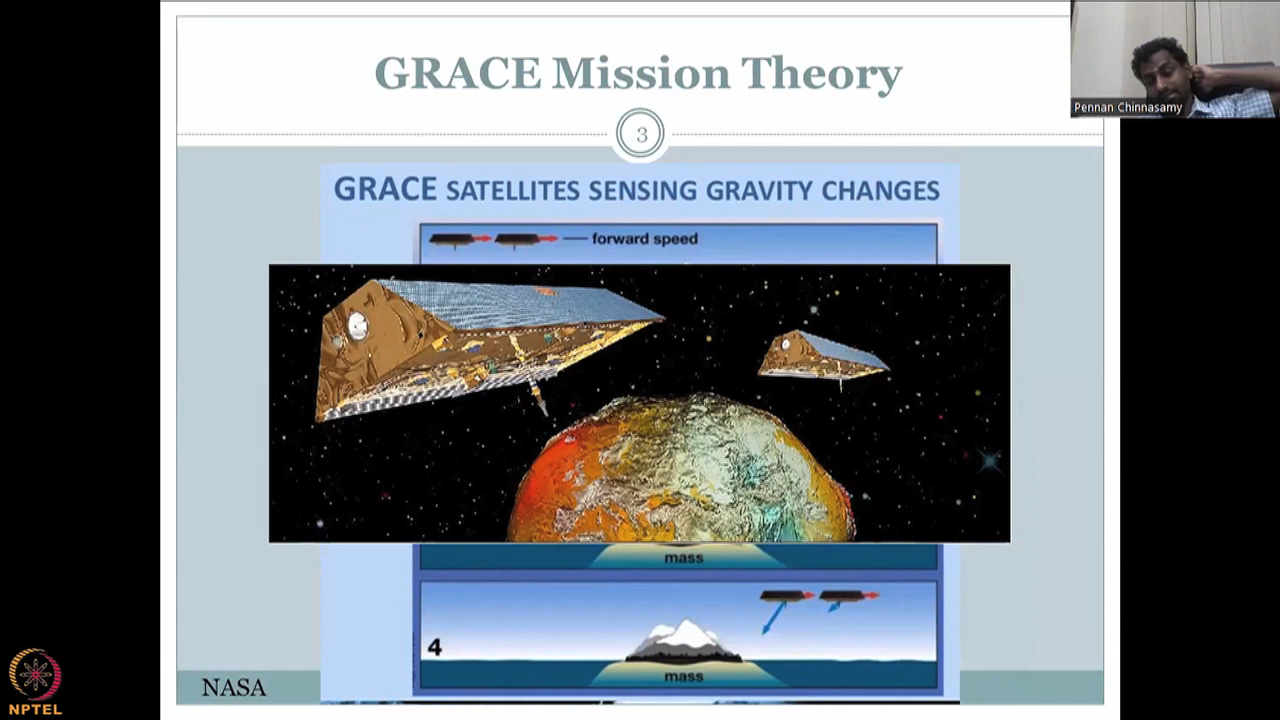 GRACE Mission Theory
Pennan Chinnasamy
3
GRACE SATELLITES SENSING GRAVITY CHANGES
forward speed
mass
4
mass
NASA
NPTEL